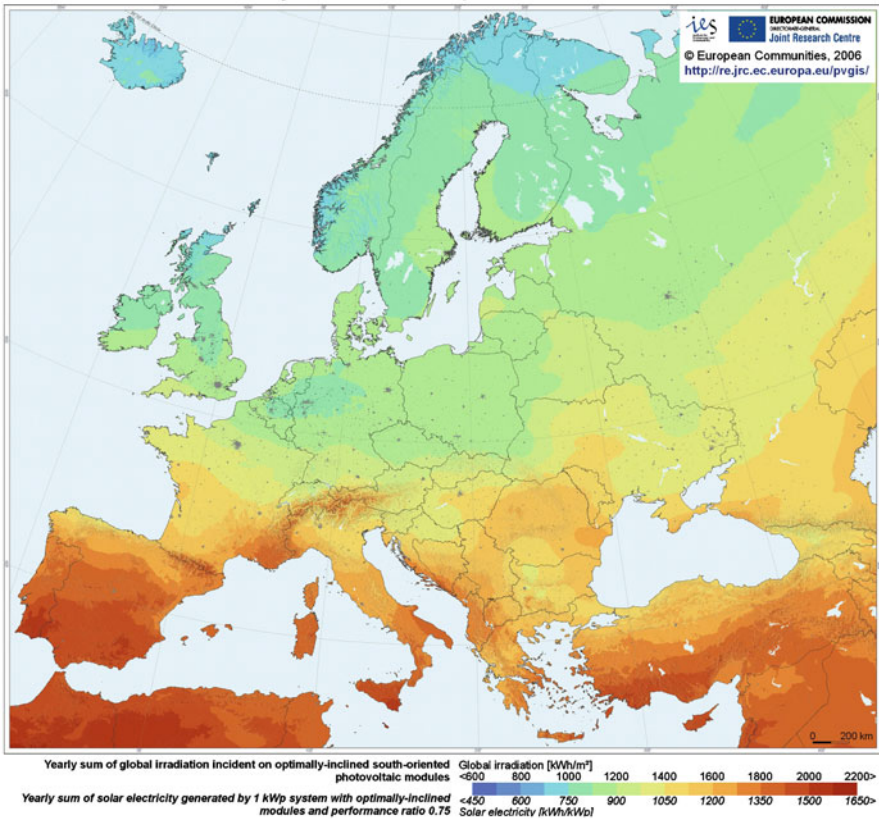 ies
EUROPEAN COMMISSION
DIRECTORATE-GENERAL
Joint Research Centre
© European Communities, 2006
http://re.jrc.ec.europa.eu/pvgis/
0 200 km
Yearly sum of global irradiation incident on optimally-inclined south-oriented
photovoltaic modules
Yearly sum of solar electricity generated by 1 kWp system with optimally-inclined
modules and performance ratio 0.75
Global irradiation [kWh/m²]
<600 800 1000 1200 1400 1600 1800 2000 2200>
<450 600 750 900 1050 1200 1350 1500 1650>
Solar electricity [kWh/kWp]